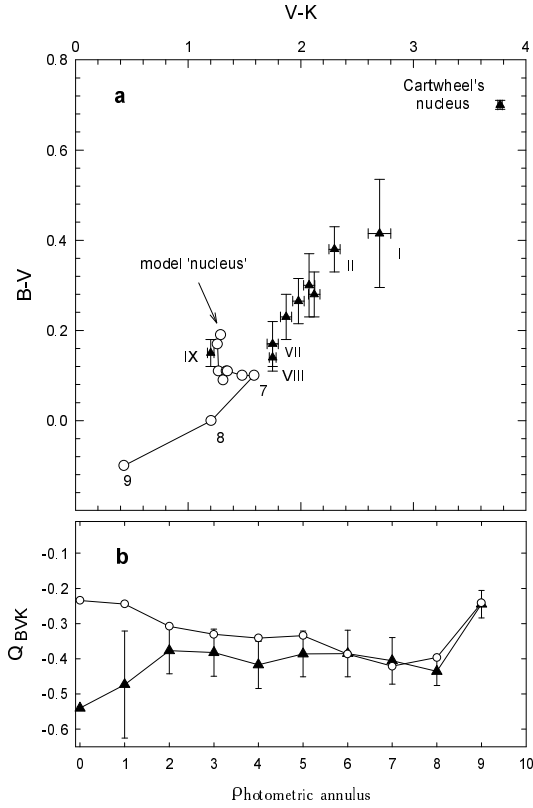 V-K
0 1 2 3 4
0.8
a
Cartwheel's
nucleus
0.6
0.4
I
II
model 'nucleus'
B-V
0.2
IX
VII
VIII
7
0.0
8
9
b
-0.1
-0.2
-0.3
Q BVK
-0.4
-0.5
-0.6
0 1 2 3 4 5 6 7 8 9 10
Photometric annulus